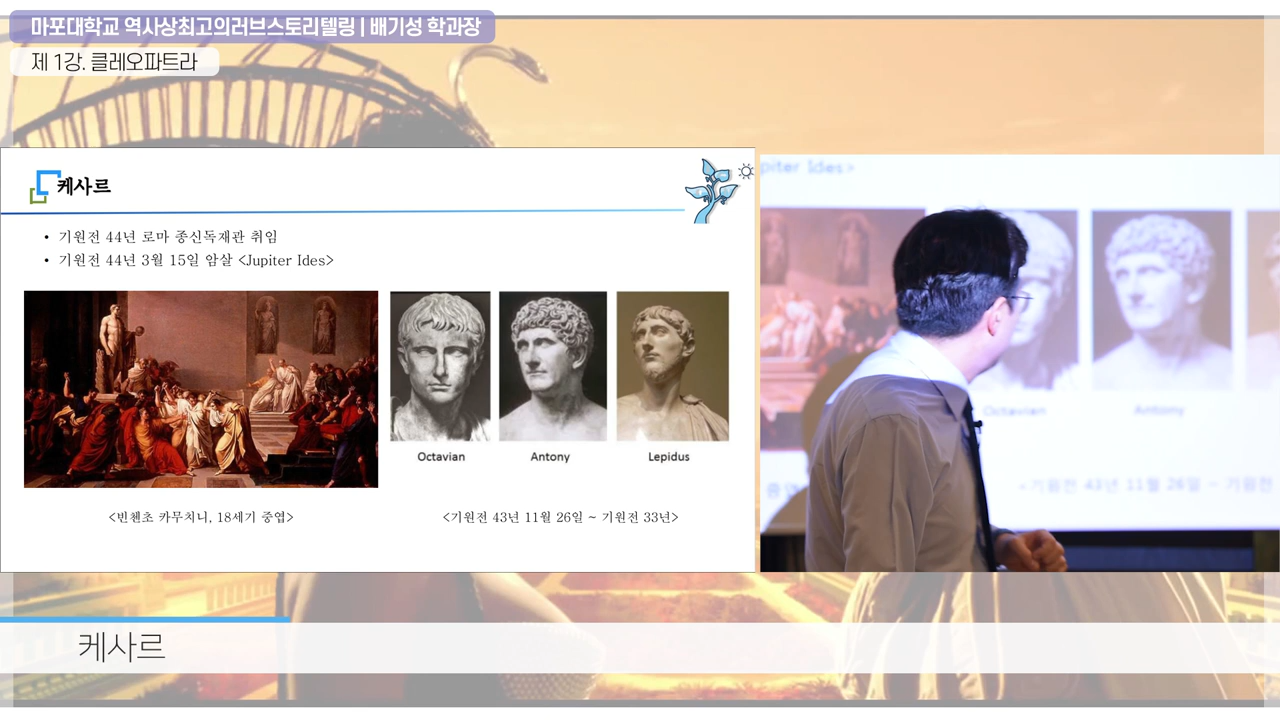 마포대학교 역사상최고의러브스토리텔링 | 배기성 학과장
제 1강. 클레오파트라
케사르
• 기원전 44년 로마 종신독재관 취임
• 기원전 44년 3월 15일 암살 <Jupiter Ides>
Octavian
Antony
Lepidus
<빈첸초 카무치니, 18세기 중엽>
<기원전 43년 11월 26일 ~ 기원전 33년>
piter Ides>
Octavian
Antony
중엽
<기원전 43년 11월 26일 ~ 기원전
케사르